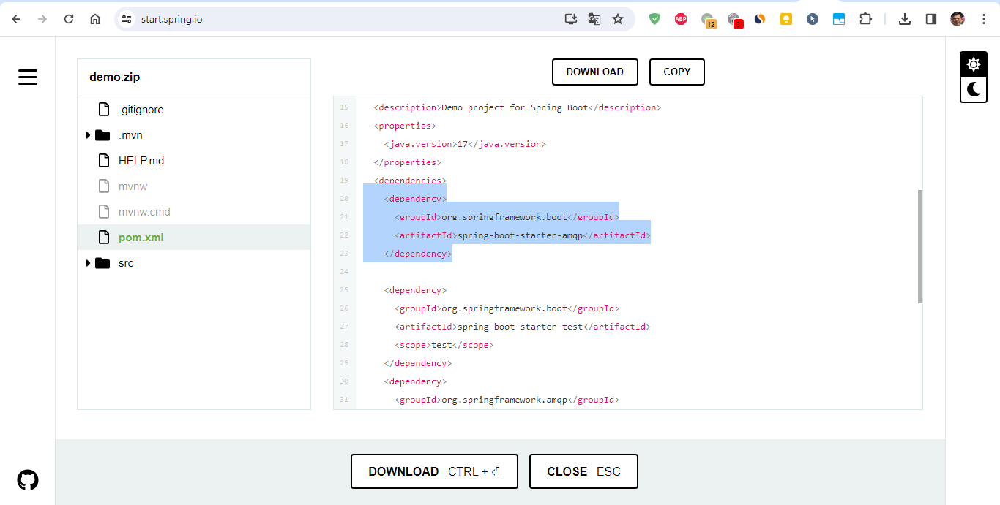 start.spring.io
ABP
12
3
demo.zip
.gitignore
.mvn
HELP.md
mvnw
mvnw.cmd
pom.xml
src
DOWNLOAD
COPY
15 <description>Demo project for Spring Boot</description>
16 <properties>
17 <java.version>17</java.version>
18 </properties>
19 <dependencies>
20 <dependency>
21 <groupId>org.springframework.boot</groupId>
22 <artifactId>spring-boot-starter-amqp</artifactId>
23 </dependency>
24
25 <dependency>
26 <groupId>org.springframework.boot</groupId>
27 <artifactId>spring-boot-starter-test</artifactId>
28 <scope>test</scope>
29 </dependency>
30 <dependency>
31 <groupId>org.springframework.amqp</groupId>
DOWNLOAD CTRL + ⏎
CLOSE ESC